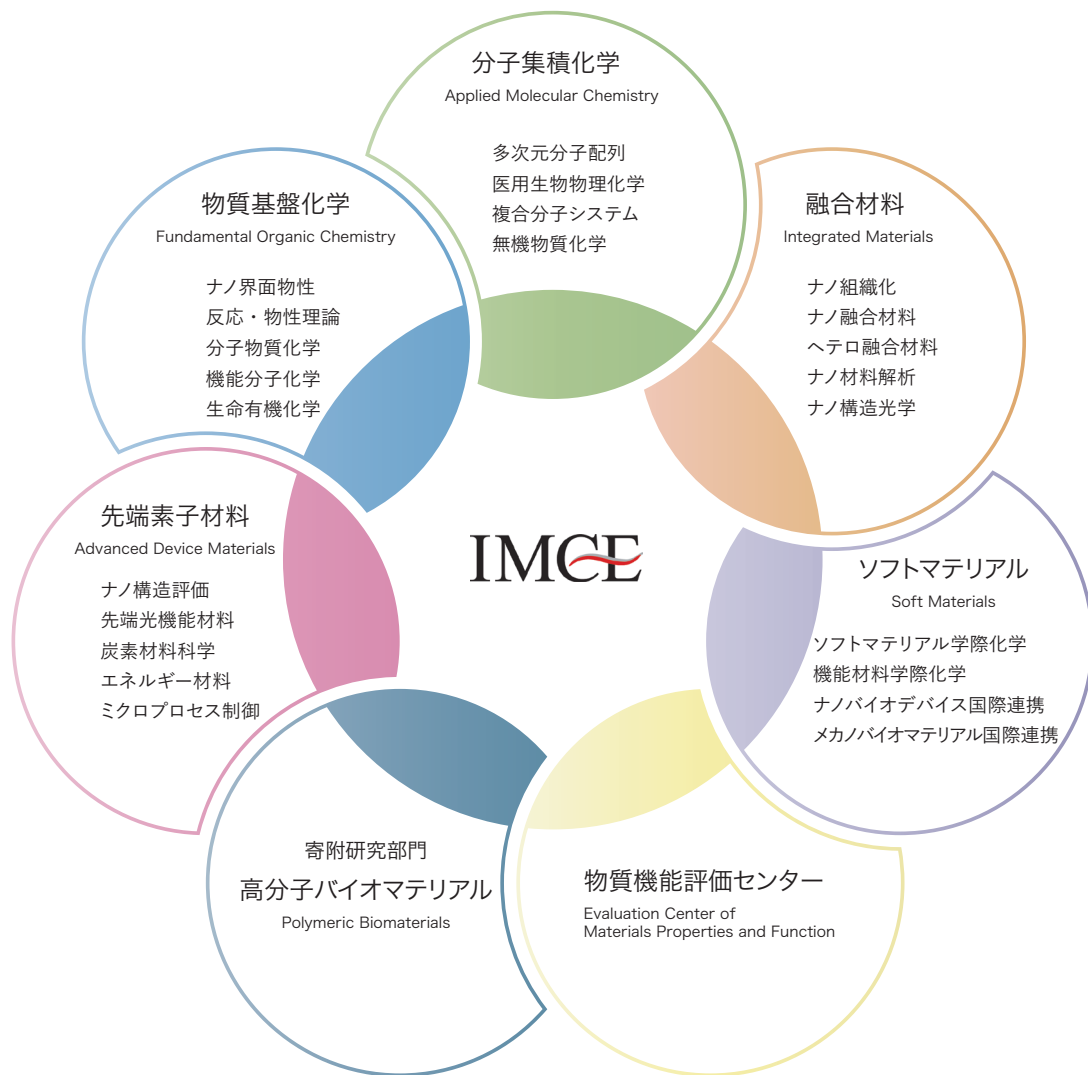 分子集積化学
Applied Molecular Chemistry
多次元分子配列
医用生物物理化学
複合分子システム
無機物質化学
物質基盤化学
Fundamental Organic Chemistry
ナノ界面物性
反応・物性理論
分子物質化学
機能分子化学
生命有機化学
融合材料
Integrated Materials
ナノ組織化
ナノ融合材料
ヘテロ融合材料
ナノ材料解析
ナノ構造光学
先端素子材料
Advanced Device Materials
ナノ構造評価
先端光機能材料
炭素材料科学
エネルギー材料
ミクロプロセス制御
IMCE
ソフトマテリアル
Soft Materials
ソフトマテリアル学際化学
機能材料学際化学
ナノバイオデバイス国際連携
メカノバイオマテリアル国際連携
寄附研究部門
高分子バイオマテリアル
Polymeric Biomaterials
物質機能評価センター
Evaluation Center of
Materials Properties and Function